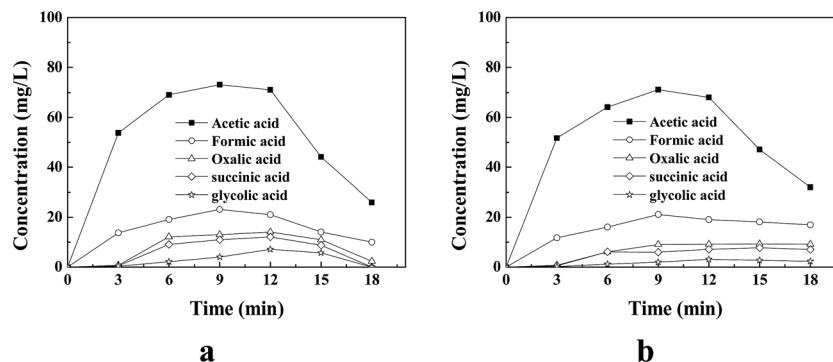 100
80
60
40
20
0
Concentration (mg/L)
Acetic acid
Formic acid
Oxalic acid
succinic acid
glycolic acid
0 3 6 9 12 15 18
Time (min)
a
100
80
60
40
20
0
Concentration (mg/L)
Acetic acid
Formic acid
Oxalic acid
succinic acid
glycolic acid
0 3 6 9 12 15 18
Time (min)
b